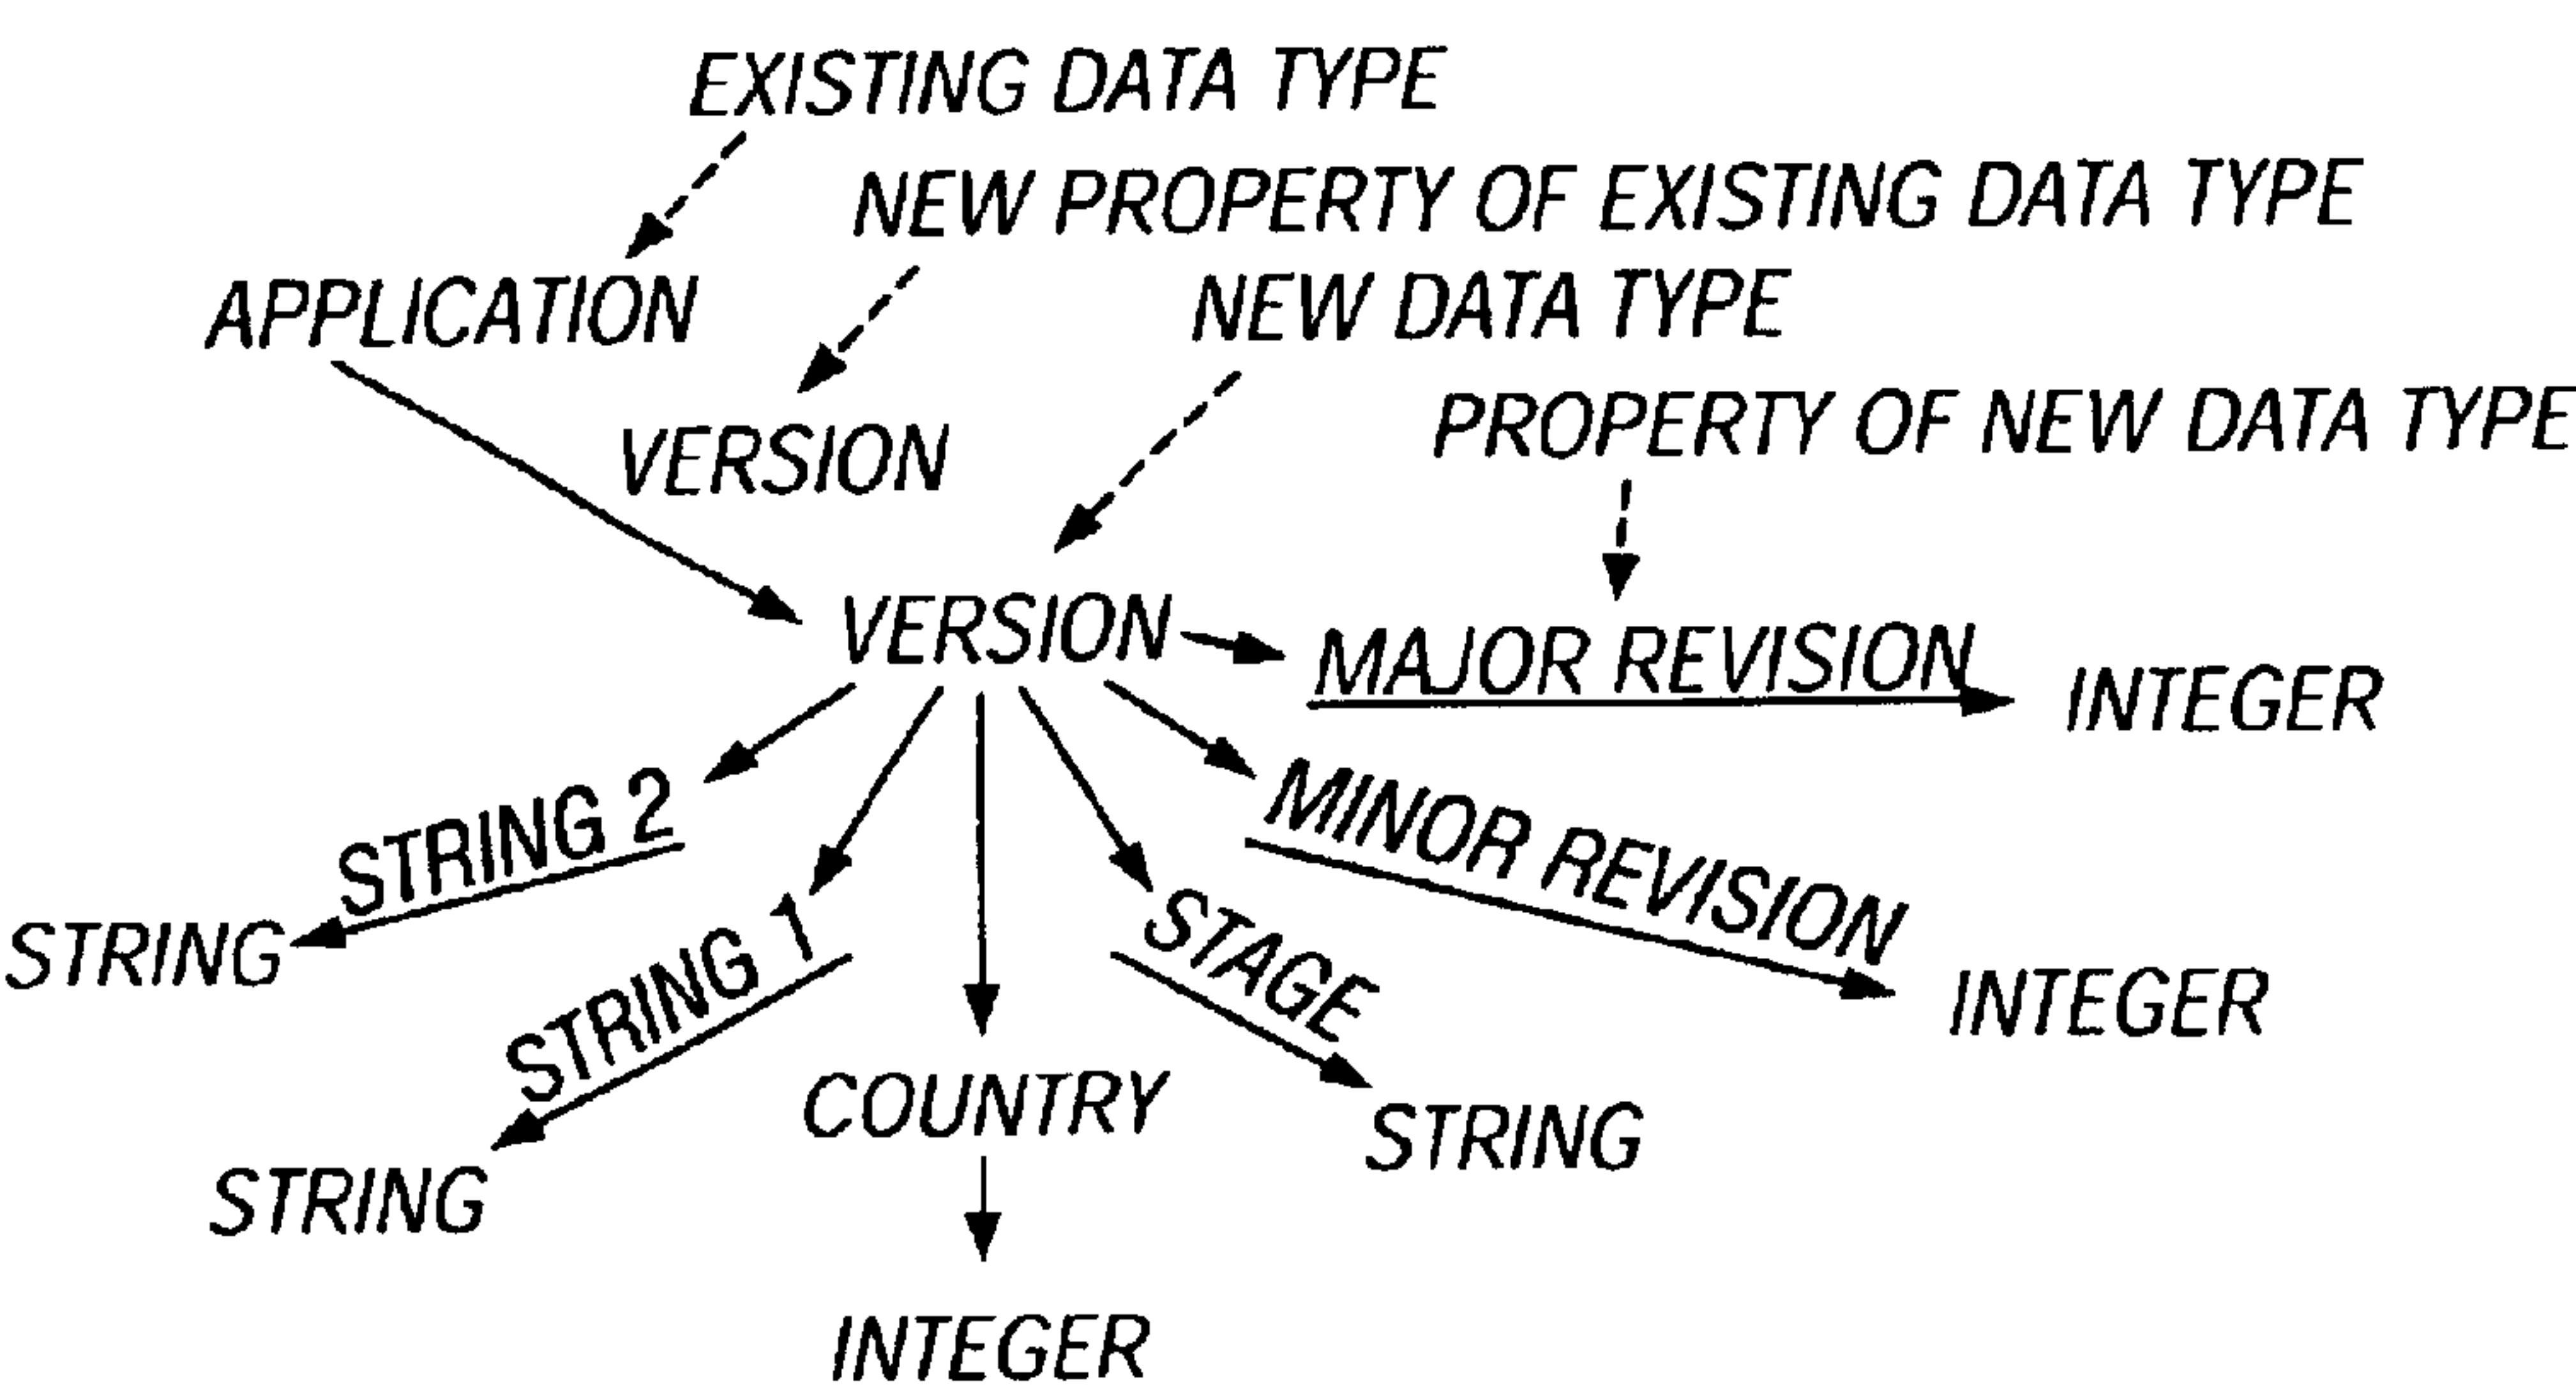 EXISTING DATA TYPE
NEW PROPERTY OF EXISTING DATA TYPE
APPLICATION
NEW DATA TYPE
VERSION
PROPERTY OF NEW DATA TYPE
VERSION
MAJOR REVISION
INTEGER
STRING 2
MINOR REVISION
STRING
STRING 1
STAGE
INTEGER
COUNTRY
STRING
STRING
INTEGER